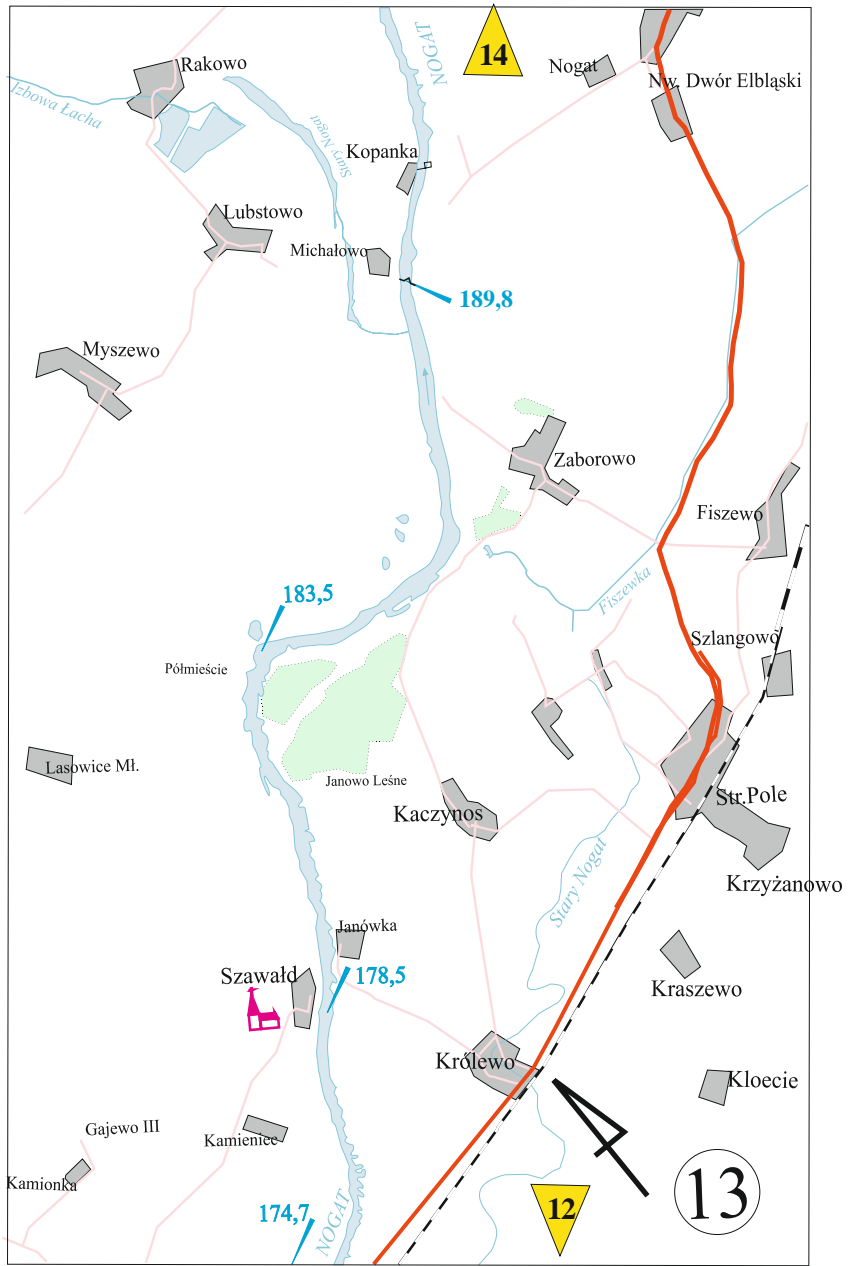 14
NOGAT
Nogat
Rakowo
Nw. Dwór Elbląski
Izbowa Łacha
Stary Nogat
Kopanka
Lubstowo
Michałowo
189,8
Myszewo
Zaborowo
Fiszewo
Fiszewka
183,5
Szlangowo
Półmieście
Lasowice Mł.
Janowo Leśne
Str.Pole
Kaczynos
Krzyżanowo
Stary Nogat
Janówka
Szawałd
178,5
Kraszewo
Królewo
Kloecie
Gajewo III
Kamieniec
Kamionka
174,7
NOGAT
12
13